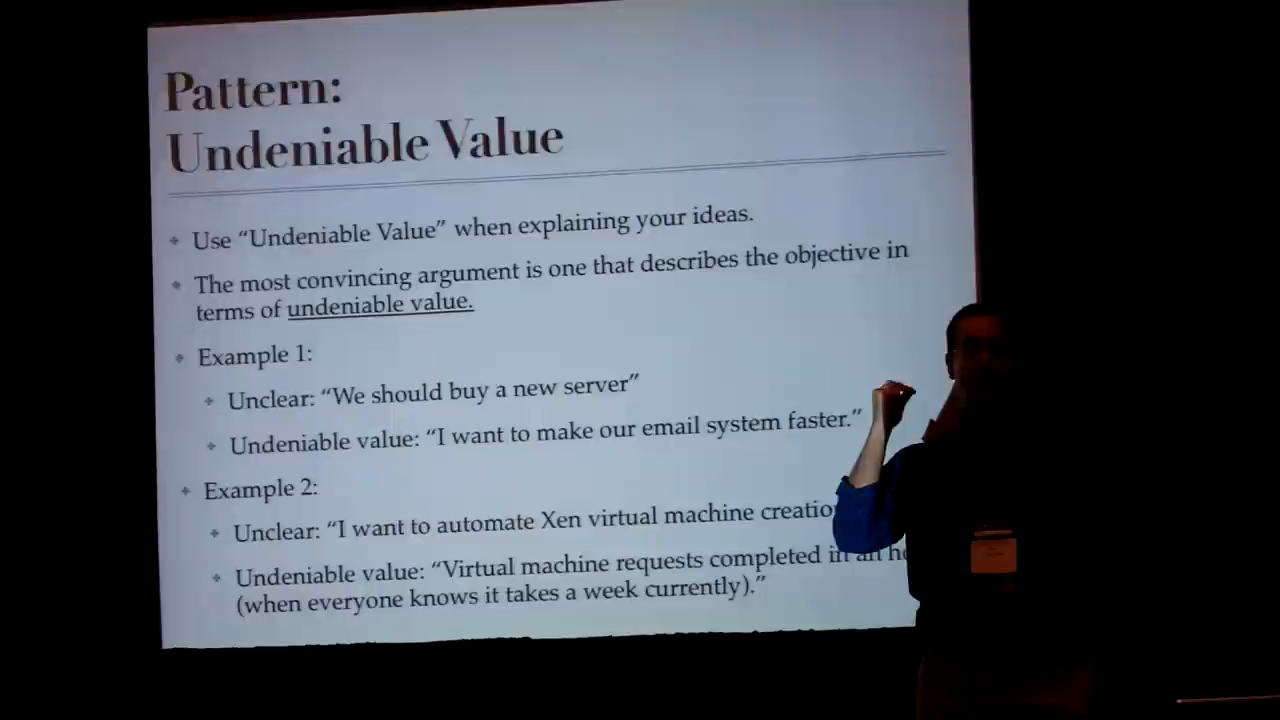 Pattern:
Undeniable Value
Use “Undeniable Value” when explaining your ideas.
The most convincing argument is one that describes the objective in
terms of undeniable value.
Example 1:
Unclear: “We should buy a new server”
Undeniable value: “I want to make our email system faster.”
Example 2:
Unclear: “I want to automate Xen virtual machine
Undeniable value: “Virtual machine requests completed in an
(when everyone knows it takes a week currently).”